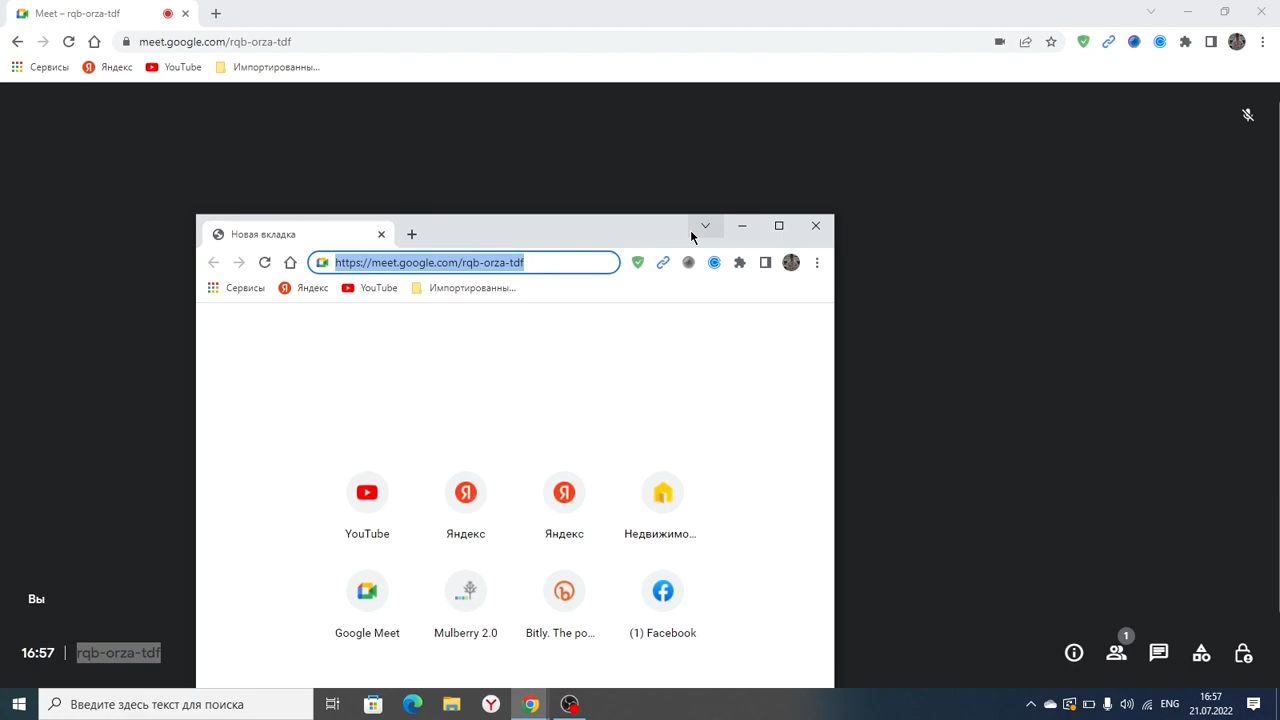 Meet – rqb-orza-tdf
meet.google.com/rqb-orza-tdf
Сервисы Яндекс YouTube Импортированны...
Новая вкладка
https://meet.google.com/rqb-orza-tdf
Сервисы Яндекс YouTube Импортированны...
YouTube Яндекс Яндекс Недвижимо...
Google Meet Mulberry 2.0 Bitly. The po... (1) Facebook
Вы
16:57 rqb-orza-tdf
1
Введите здесь текст для поиска
ENG
16:57
21.07.2022